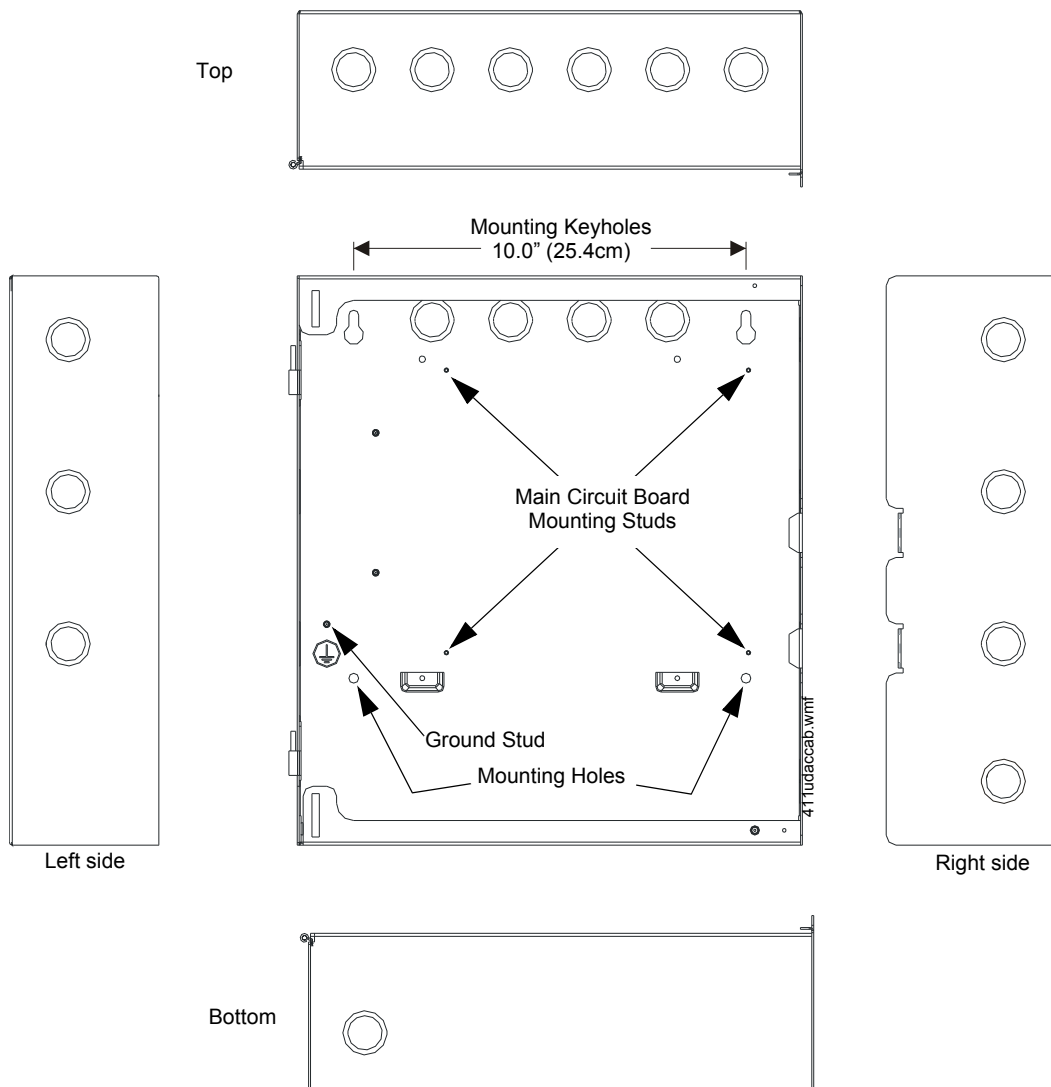 Top
Mounting Keyholes
10.0” (25.4cm)
Main Circuit Board
Mounting Studs
Ground Stud
Mounting Holes
411udaccab.wmf
Left side
Right side
Bottom